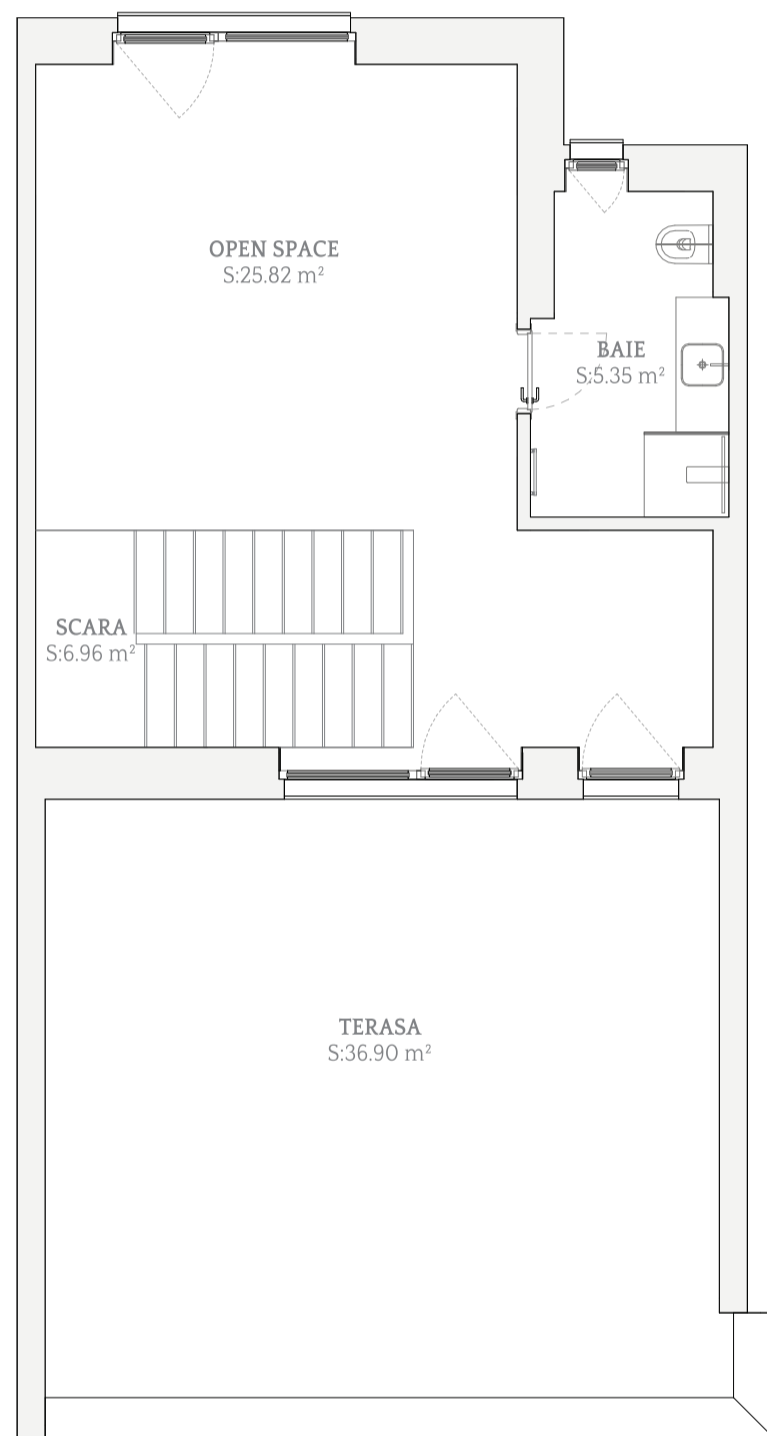 OPEN SPACE
S:25.82 m²
BAIE
S:5.35 m²
SCARA
S:6.96 m²
TERASA
S:36.90 m²